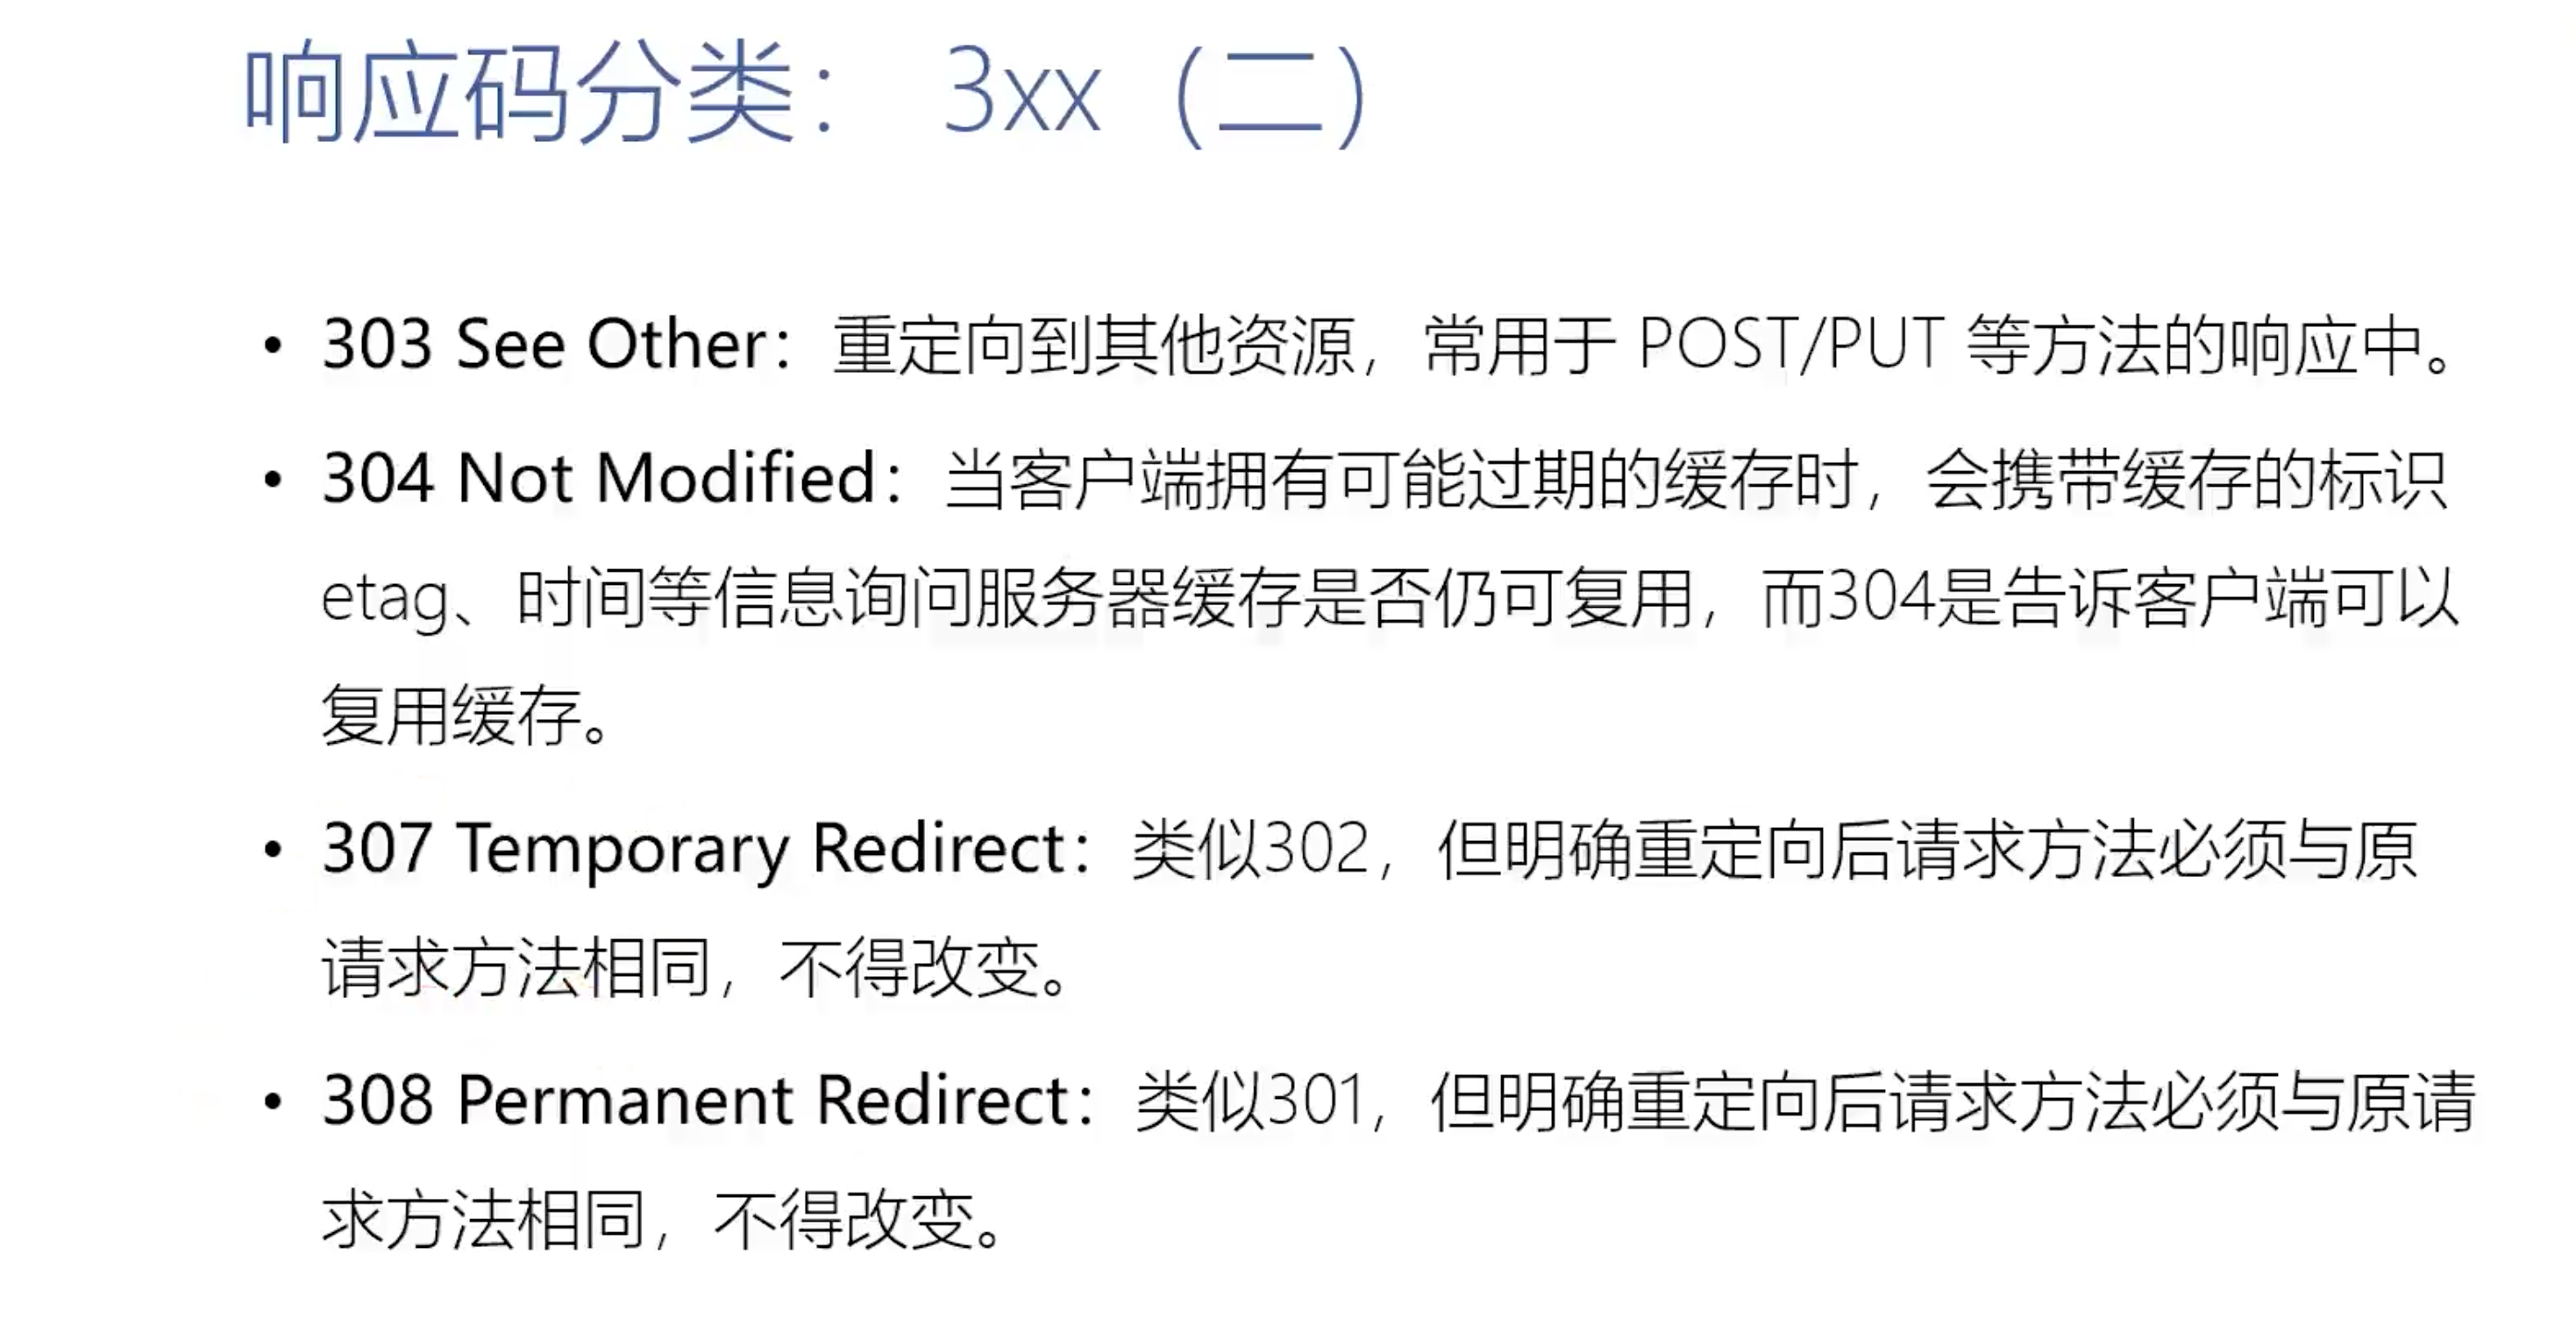 响应码分类： 3xx（二）
• 303 See Other：重定向到其他资源，常用于 POST/PUT 等方法的响应中。
• 304 Not Modified：当客户端拥有可能过期的缓存时，会携带缓存的标识
etag、时间等信息询问服务器缓存是否仍可复用，而304是告诉客户端可以
复用缓存。
• 307 Temporary Redirect：类似302，但明确重定向后请求方法必须与原
请求方法相同，不得改变。
• 308 Permanent Redirect：类似301，但明确重定向后请求方法必须与原请
求方法相同，不得改变。